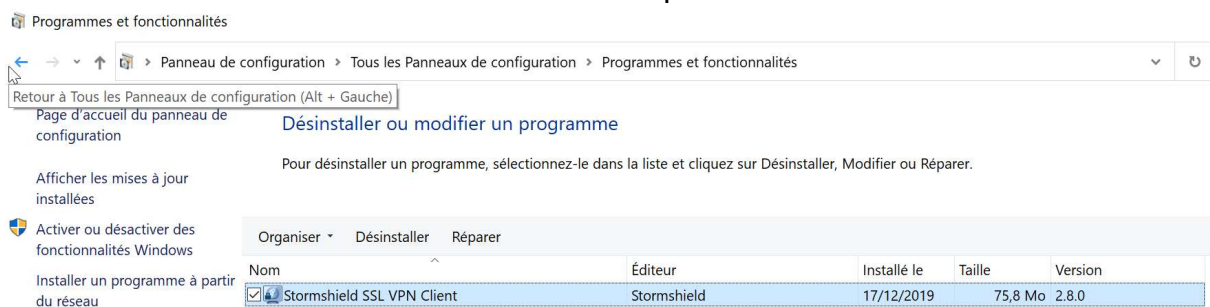 Programmes et fonctionnalités
Panneau de configuration > Tous les Panneaux de configuration > Programmes et fonctionnalités
Retour à Tous les Panneaux de configuration (Alt + Gauche)
Page d'accueil du panneau de
configuration
Désinstaller ou modifier un programme
Pour désinstaller un programme, sélectionnez-le dans la liste et cliquez sur Désinstaller, Modifier ou Réparer.
Afficher les mises à jour
installées
Activer ou désactiver des
fonctionnalités Windows
Installer un programme à partir
du réseau
Organiser Désinstaller Réparer
Nom Éditeur Installé le Taille Version
Stormshield SSL VPN Client Stormshield 17/12/2019 75,8 Mo 2.8.0